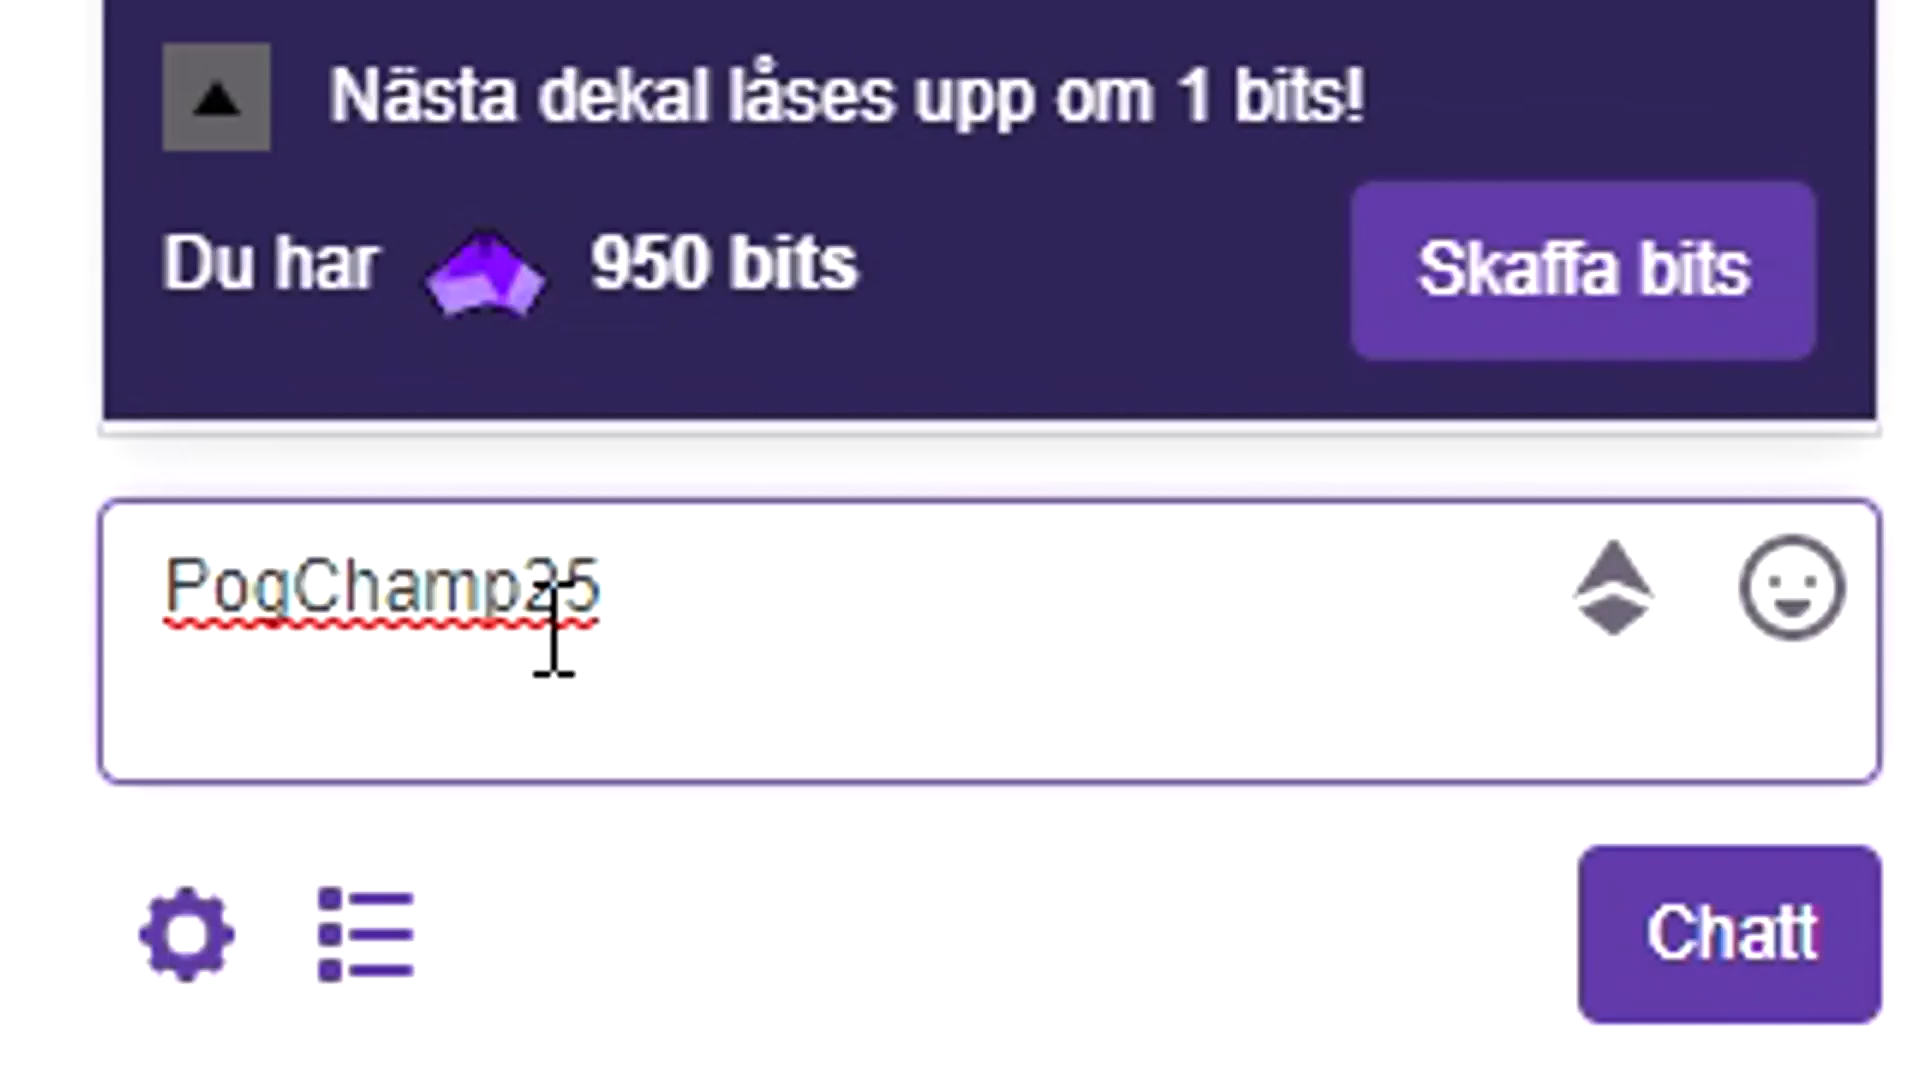 Nästa dekal låses upp om 1 bits!
Du har 950 bits
Skaffa bits
PogChamp25
Chatt